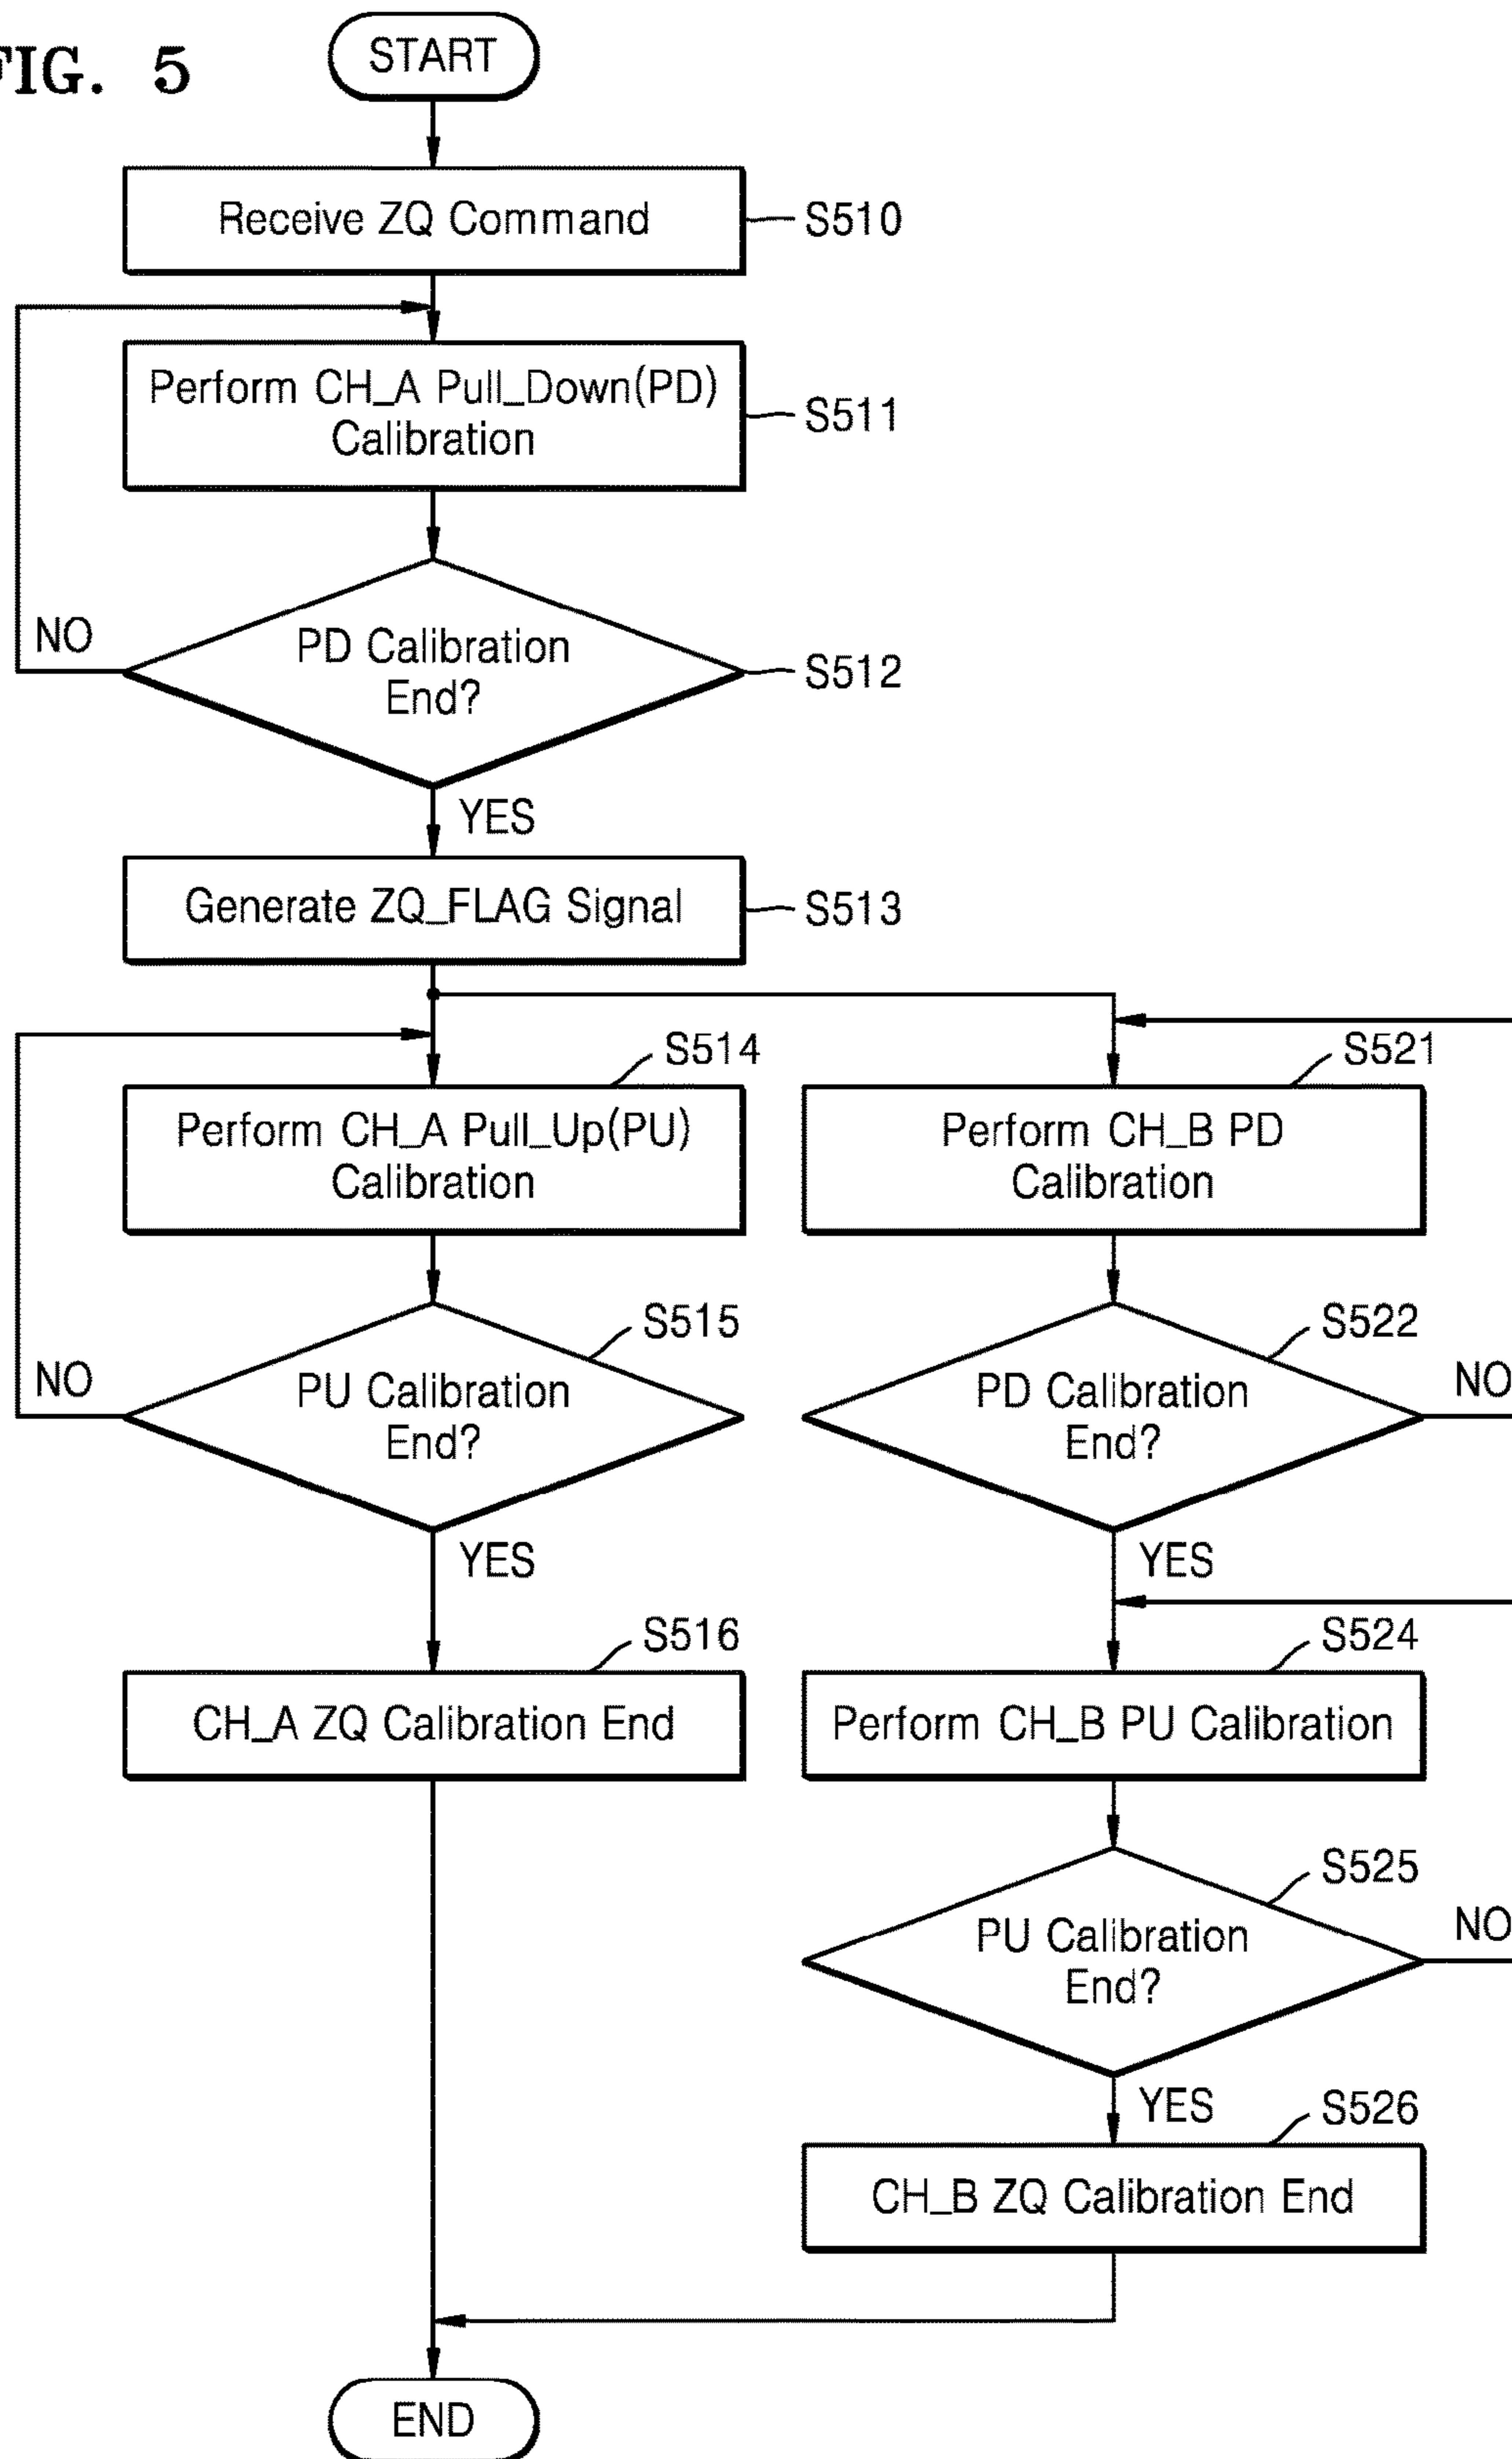 FIG. 5
START
Receive ZQ Command
S510
Perform CH_A Pull_Down(PD)
Calibration
S511
NO
PD Calibration
End?
S512
YES
Generate ZQ_FLAG Signal
S513
S514
Perform CH_A Pull_Up(PU)
Calibration
S521
Perform CH_B PD
Calibration
S515
NO
PU Calibration
End?
S522
PD Calibration
End?
NO
YES
YES
S516
CH_A ZQ Calibration End
S524
Perform CH_B PU Calibration
S525
PU Calibration
End?
NO
YES
S526
CH_B ZQ Calibration End
END